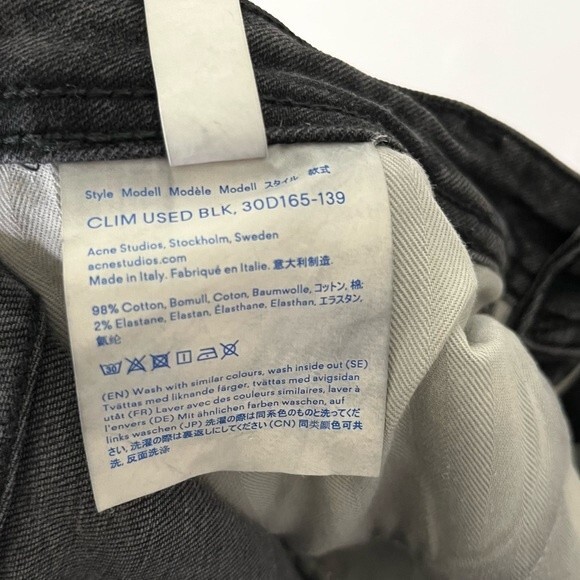 Style Modell Modèle Modell スタイル 款式
CLIM USED BLK, 30D165-139
Acne Studios, Stockholm, Sweden
acnestudios.com
Made in Italy. Fabriqué en Italie. 意大利制造.
98% Cotton, Bomull, Coton, Baumwolle, コットン, 棉;
2% Elastane, Elastan, Élasthane, Elasthan, エラスタン,
氨纶
30
(EN) Wash with similar colours, wash inside out (SE)
Tvättas med liknande färger, tvättas med avigsidan
utåt (FR) Laver avec des couleurs similaires, laver à
l'envers (DE) Mit ähnlichen farben waschen, auf
links waschen (JP) 洗濯の際は同系色のものと洗ってくだ
さい, 洗濯の際は裏返しにしてください (CN) 同类颜色可共
洗, 反面洗涤